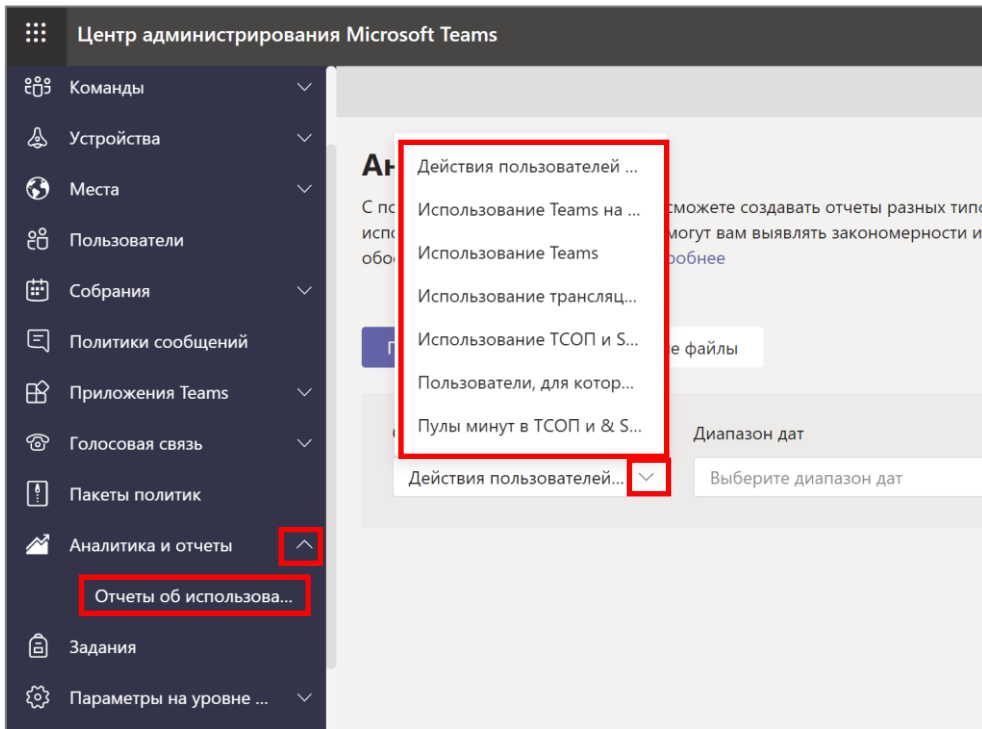 Центр администрирования Microsoft Teams
Команды
Устройства
Места
Пользователи
Собрания
Политики сообщений
Приложения Teams
Голосовая связь
Пакеты политик
Аналитика и отчеты
Отчеты об использова...
Задания
Параметры на уровне ...
Действия пользователей ...
Использование Teams на ...
Использование Teams
Использование трансляц...
Использование ТСОП и S...
Пользователи, для котор...
Пулы минут в ТСОП и & S...
Ан
С по сможете создавать отчеты разных типо
испо могут вам выявлять закономерности и
обо робнее
е файлы
Диапазон дат
Действия пользователей...
Выберите диапазон дат